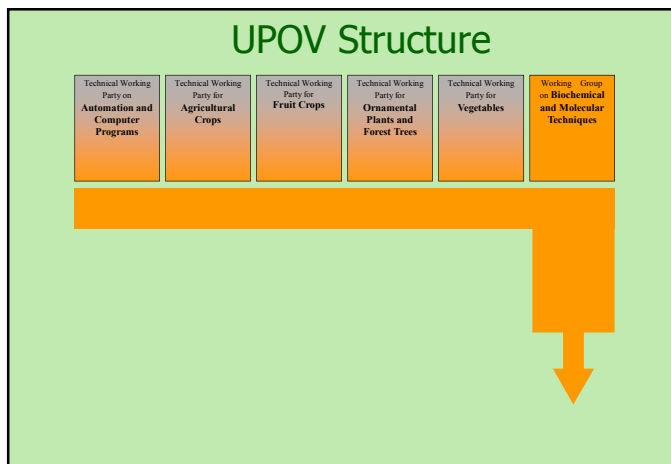 UPOV Structure
Technical Working
Party on
Automation and
Computer
Programs
Technical Working
Party for
Agricultural
Crops
Technical Working
Party for
Fruit Crops
Technical Working
Party for
Ornamental
Plants and
Forest Trees
Technical Working
Party for
Vegetables
Working Group
on Biochemical
and Molecular
Techniques